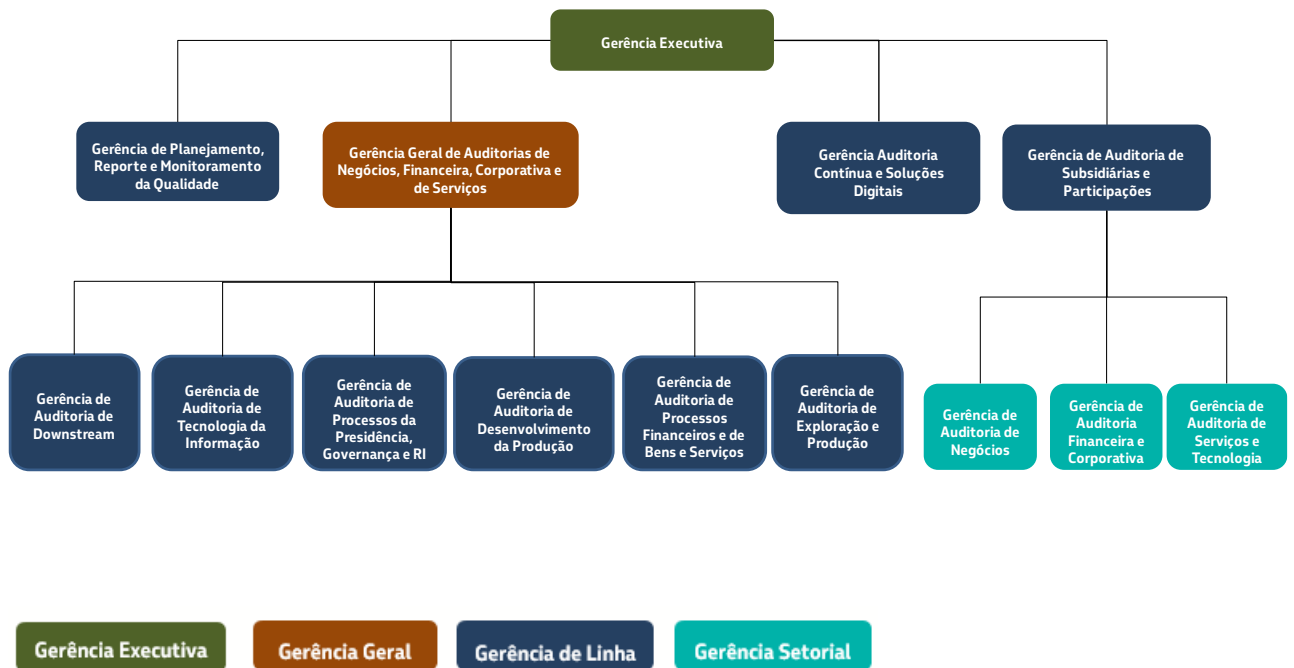 Gerência Executiva
Gerência de Planejamento,
Reporte e Monitoramento
da Qualidade
Gerência Geral de Auditorias de
Negócios, Financeira, Corporativa e
de Serviços
Gerência Auditoria
Contínua e Soluções
Digitais
Gerência de Auditoria de
Subsidiárias e
Participações
Gerência de
Auditoria de
Downstream
Gerência de
Auditoria de
Tecnologia da
Informação
Gerência de
Auditoria de
Processos da
Presidência,
Governança e RI
Gerência de
Auditoria de
Desenvolvimento
da Produção
Gerência de
Auditoria de
Processos
Financeiros e de
Bens e Serviços
Gerência de
Auditoria de
Exploração e
Produção
Gerência de
Auditoria de
Negócios
Gerência de
Auditoria
Financeira e
Corporativa
Gerência de
Auditoria de
Serviços e
Tecnologia
Gerência Executiva
Gerência Geral
Gerência de Linha
Gerência Setorial